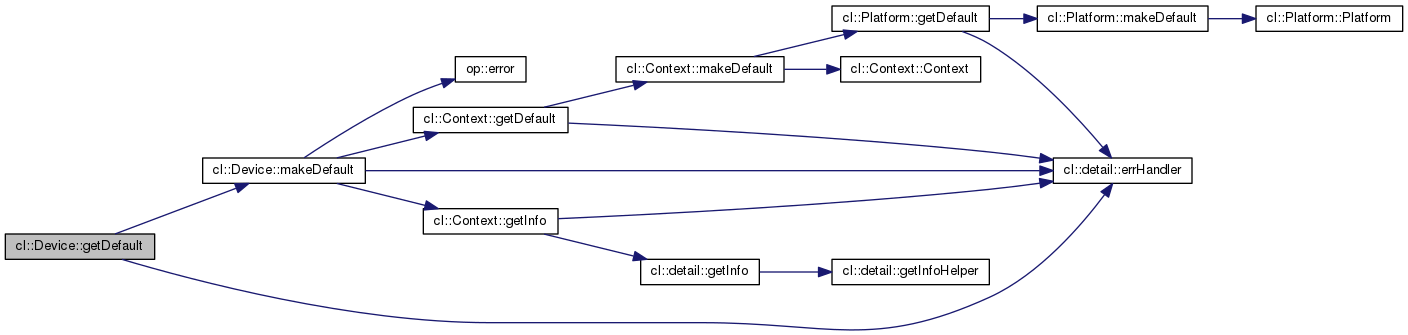 cl::Platform::getDefault
cl::Platform::makeDefault
cl::Platform::Platform
op::error
cl::Context::makeDefault
cl::Context::Context
cl::Context::getDefault
cl::Device::makeDefault
cl::detail::errHandler
cl::Context::getInfo
cl::Device::getDefault
cl::detail::getInfo
cl::detail::getInfoHelper